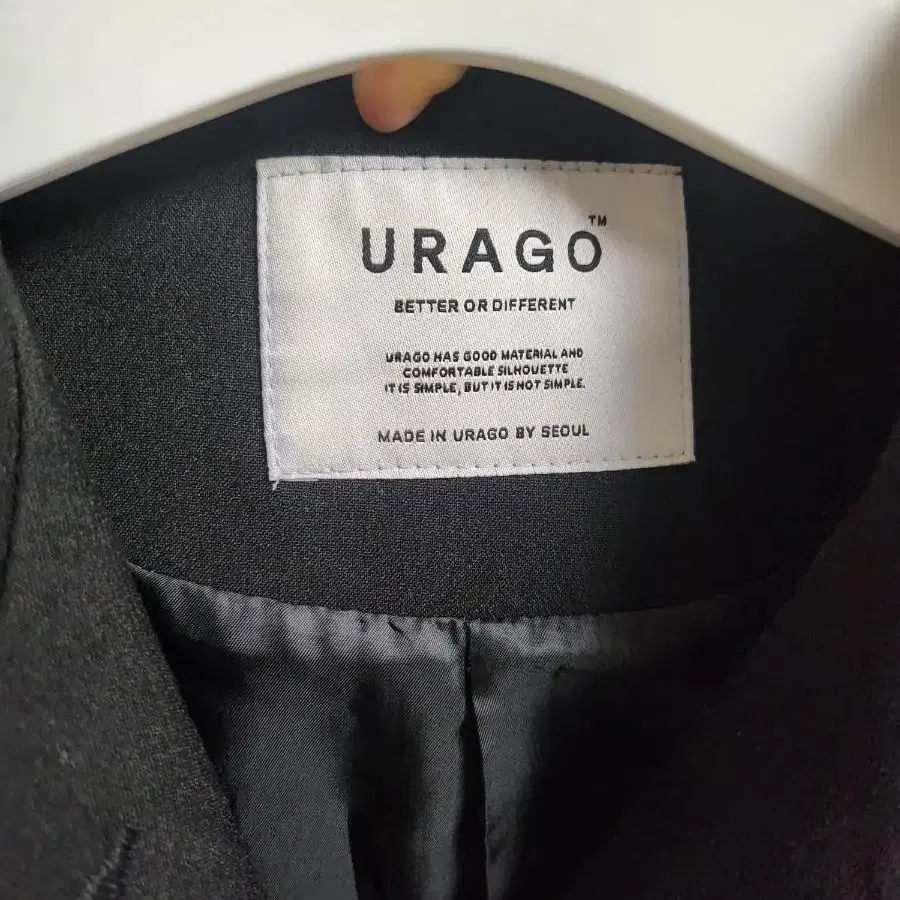 URAGO™
BETTER OR DIFFERENT
URAGO HAS GOOD MATERIAL AND
COMFORTABLE SILHOUETTE
IT IS SIMPLE, BUT IT IS NOT SIMPLE.
MADE IN URAGO BY SEOUL